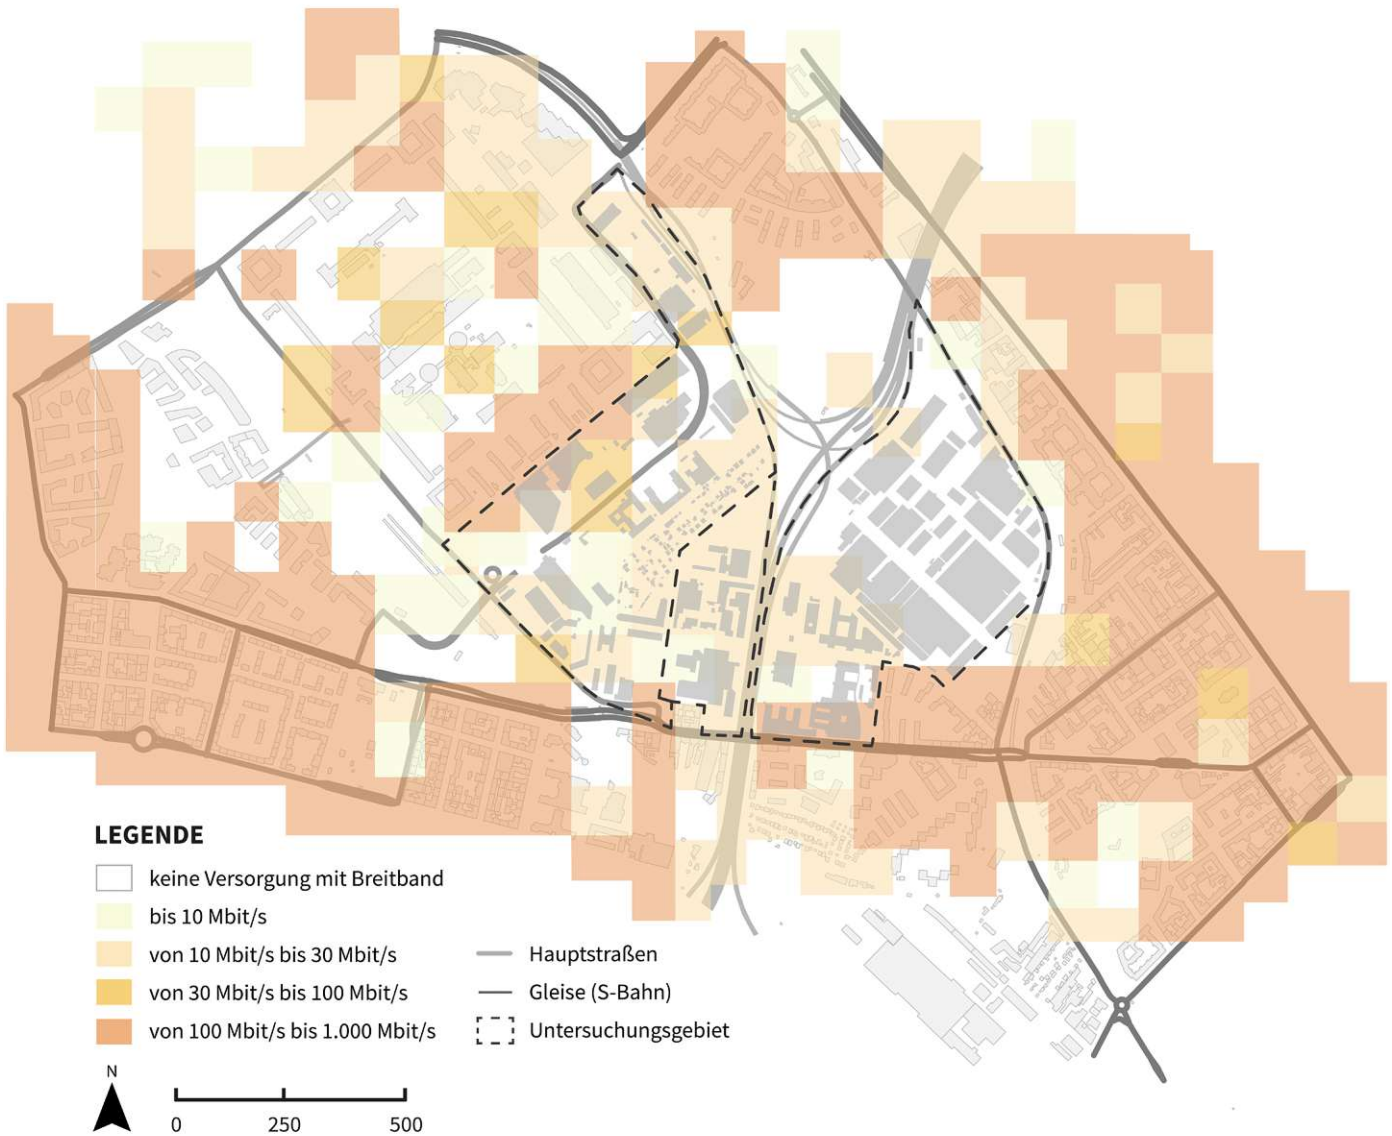 LEGENDE
keine Versorgung mit Breitband
bis 10 Mbit/s
von 10 Mbit/s bis 30 Mbit/s
von 30 Mbit/s bis 100 Mbit/s
von 100 Mbit/s bis 1.000 Mbit/s
Hauptstraßen
Gleise (S-Bahn)
Untersuchungsgebiet
N
0 250 500